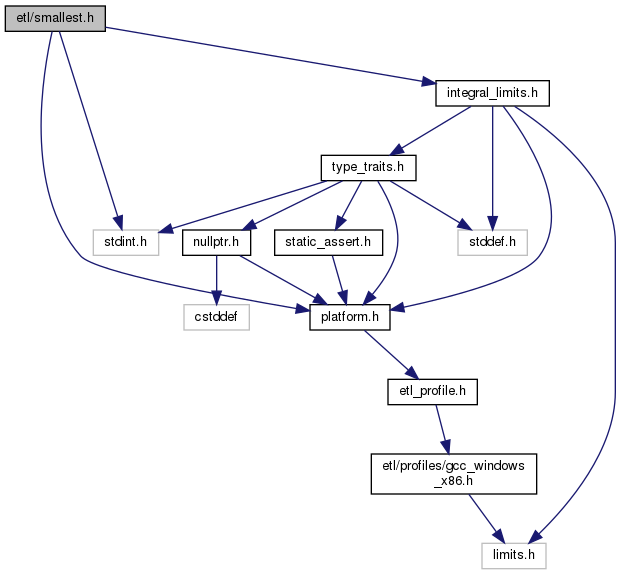 etl/smallest.h
integral_limits.h
type_traits.h
stdint.h
nullptr.h
static_assert.h
stddef.h
cstddef
platform.h
etl_profile.h
etl/profiles/gcc_windows
_x86.h
limits.h